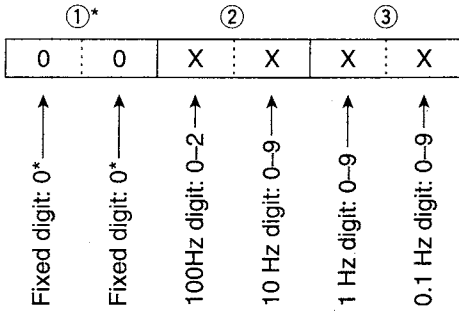 ①* ② ③
0 0 X X X X
Fixed digit: 0*
Fixed digit: 0*
100Hz digit: 0–2
10 Hz digit: 0–9
1 Hz digit: 0–9
0.1 Hz digit: 0–9